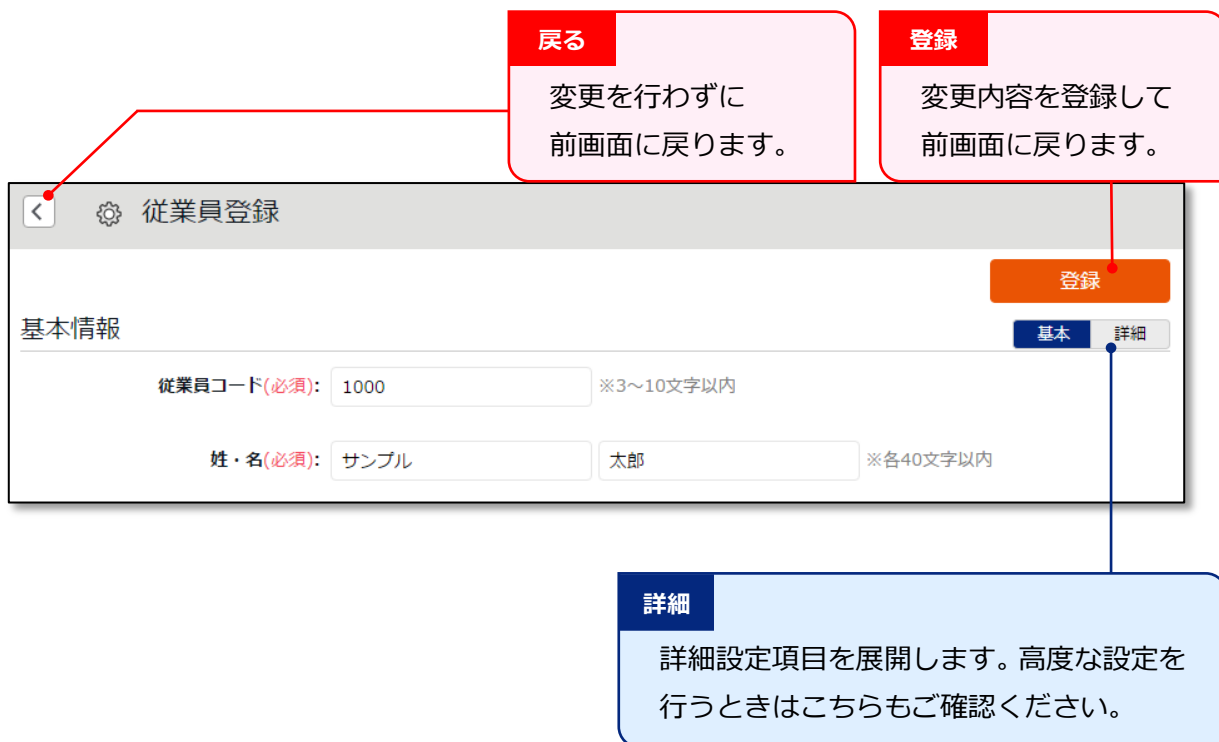 戻る
変更を行わずに
前画面に戻ります。
登録
変更内容を登録して
前画面に戻ります。
従業員登録
登録
基本情報
基本 詳細
従業員コード(必須): 1000 ※3～10文字以内
姓・名(必須): サンプル 太郎 ※各40文字以内
詳細
詳細設定項目を展開します。高度な設定を
行うときはこちらもご確認ください。